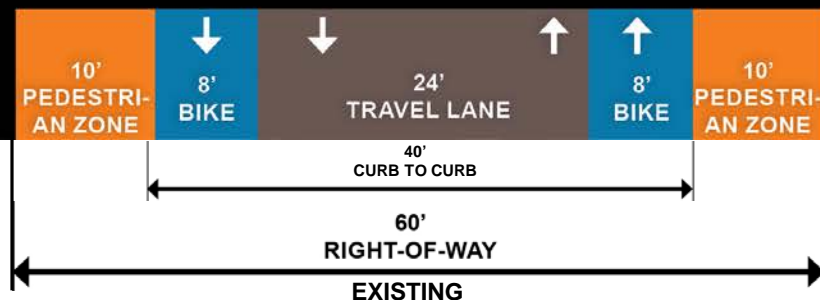 10’
PEDESTRI-
AN ZONE
8’
BIKE
24’
TRAVEL LANE
8’
BIKE
10’
PEDESTRI-
AN ZONE
40’
CURB TO CURB
60’
RIGHT-OF-WAY
EXISTING